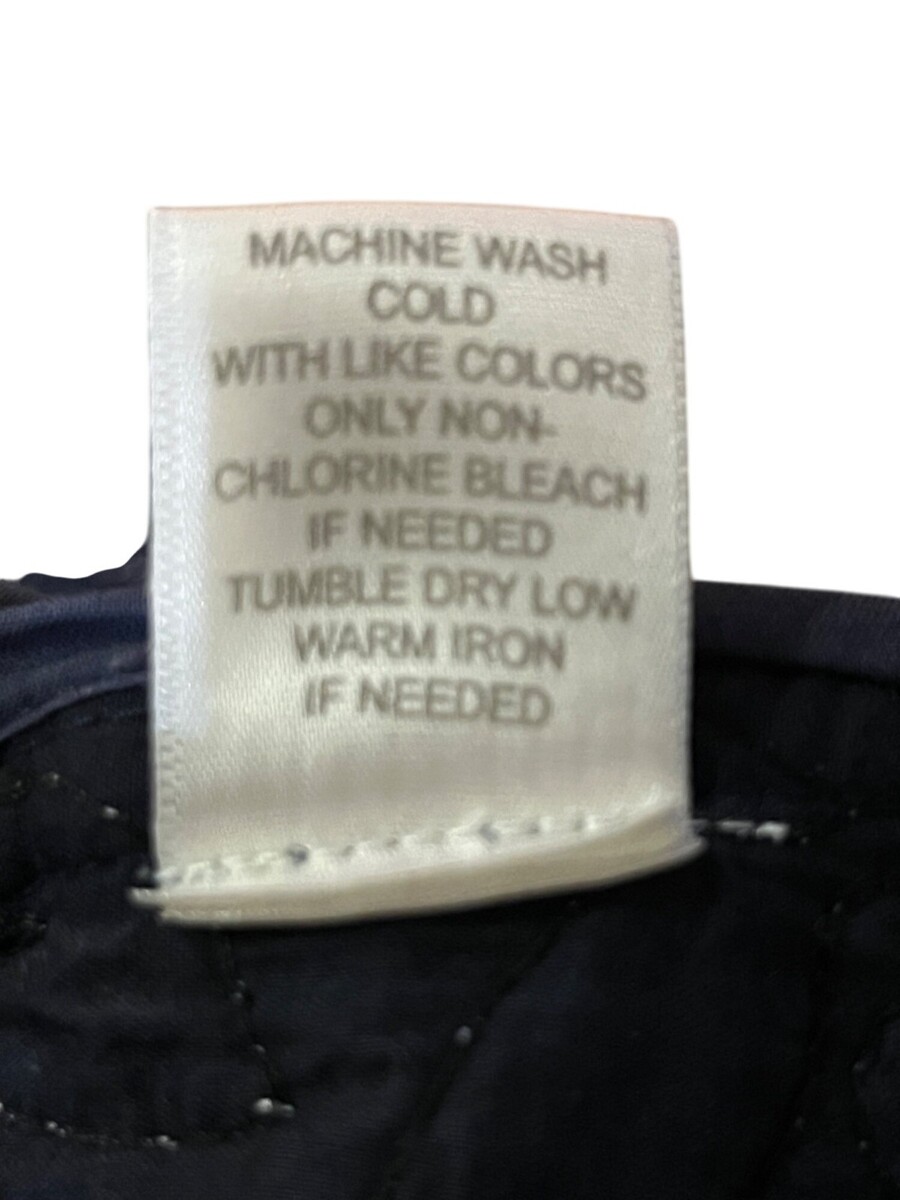 MACHINE WASH
COLD
WITH LIKE COLORS
ONLY NON-
CHLORINE BLEACH
IF NEEDED
TUMBLE DRY LOW
WARM IRON
IF NEEDED